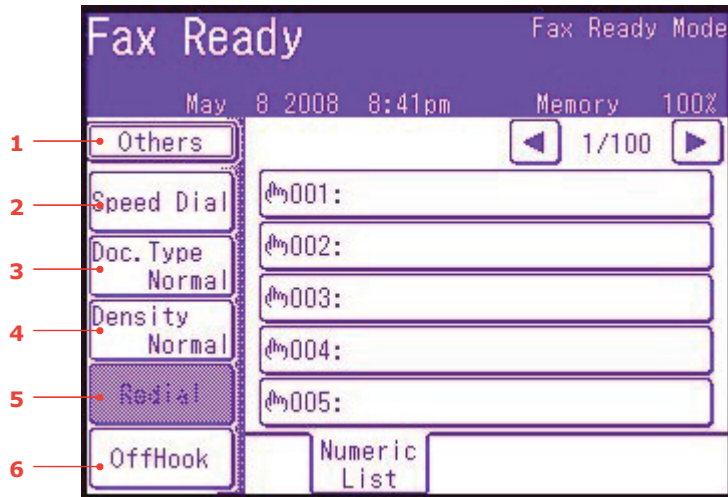 Fax Ready
Fax Ready Mode
May 8 2008 8:41pm Memory 100%
1 Others
1/100
2 Speed Dial
001:
3 Doc.Type
Normal
002:
4 Density
Normal
003:
004:
5 Redial
005:
6 OffHook
Numeric
List